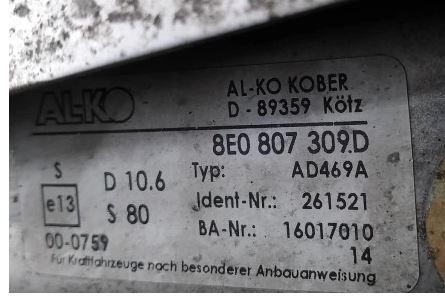 AL-KO
AL-KO KOBER
D - 89359 Kötz
8E0 807 309.D
S
e13
00-0759
D 10.6
S 80
Typ: AD469A
Ident-Nr.: 261521
BA-Nr.: 16017010
14
Für Kraftfahrzeuge nach besonderer Anbauanweisung